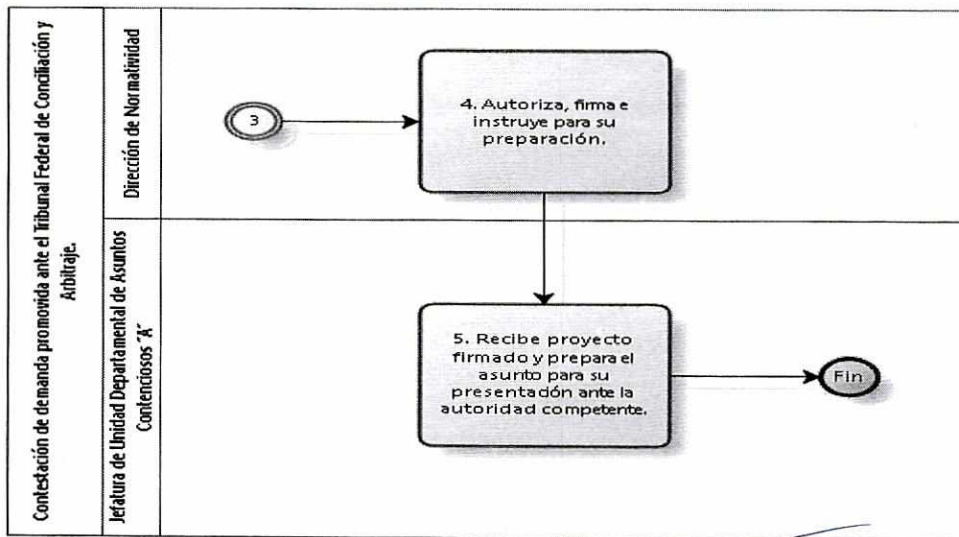 Contestación de demanda promovida ante el Tribunal Federal de Conciliación y
Arbitraje.
Dirección de Normatividad
3
4. Autoriza, firma e
instruye para su
preparación.
Jefatura de Unidad Departamental de Asuntos
Contenciosos "A"
5. Recibe proyecto
firmado y prepara el
asunto para su
presentación ante la
autoridad competente.
Fin